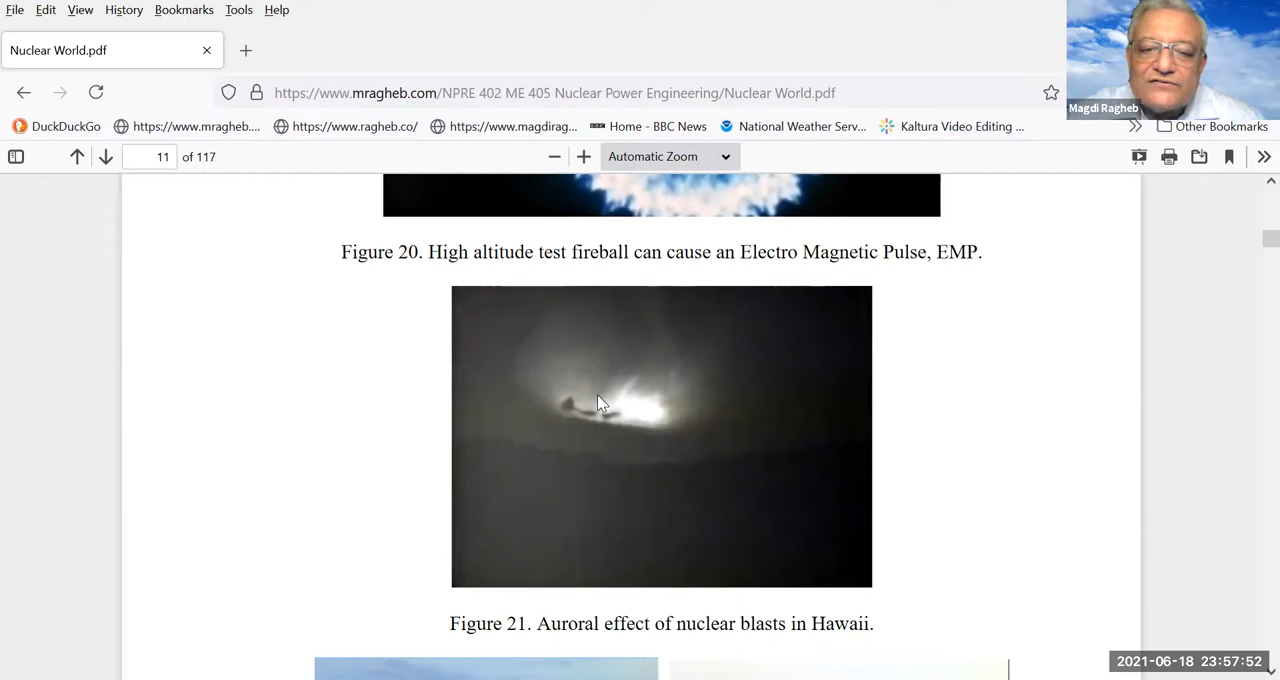 File Edit View History Bookmarks Tools Help
Nuclear World.pdf
https://www.mragheb.com/NPRE 402 ME 405 Nuclear Power Engineering/Nuclear World.pdf
Magdi Ragheb
DuckDuckGo https://www.mragheb.... https://www.ragheb.co/ https://www.magdirag... BBC Home - BBC News National Weather Serv... Kaltura Video Editing ... Other Bookmarks
11 of 117 Automatic Zoom
Figure 20. High altitude test fireball can cause an Electro Magnetic Pulse, EMP.
Figure 21. Auroral effect of nuclear blasts in Hawaii.
2021-06-18 23:57:52